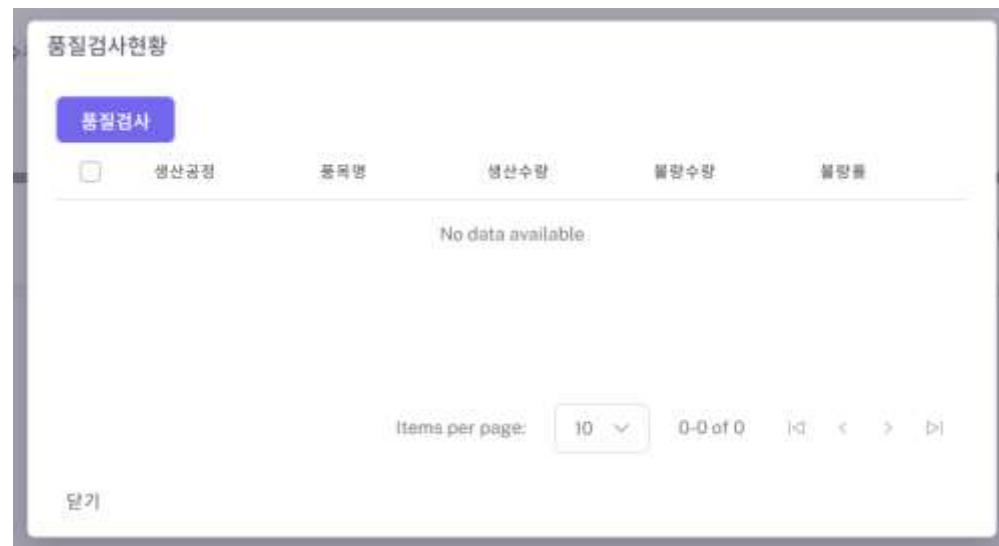 품질검사현황
품질검사
생산공정 품목명 생산수량 불량수량 불량률
No data available
Items per page: 10 0-0 of 0
닫기